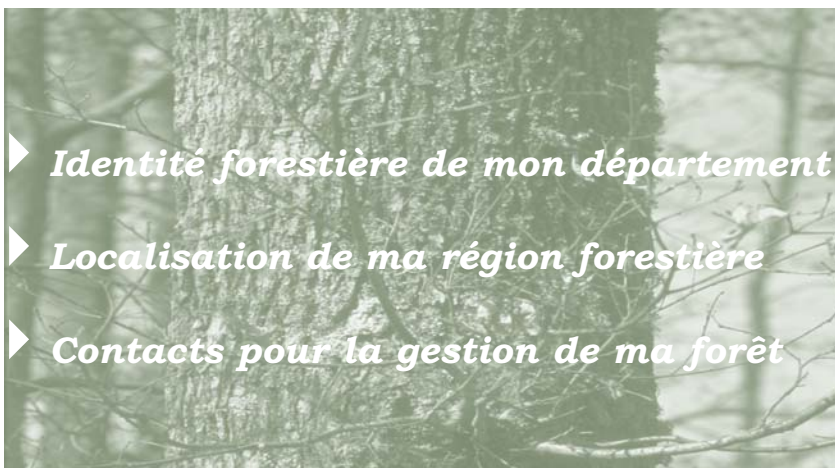 Identité forestière de mon département
Localisation de ma région forestière
Contacts pour la gestion de ma forêt